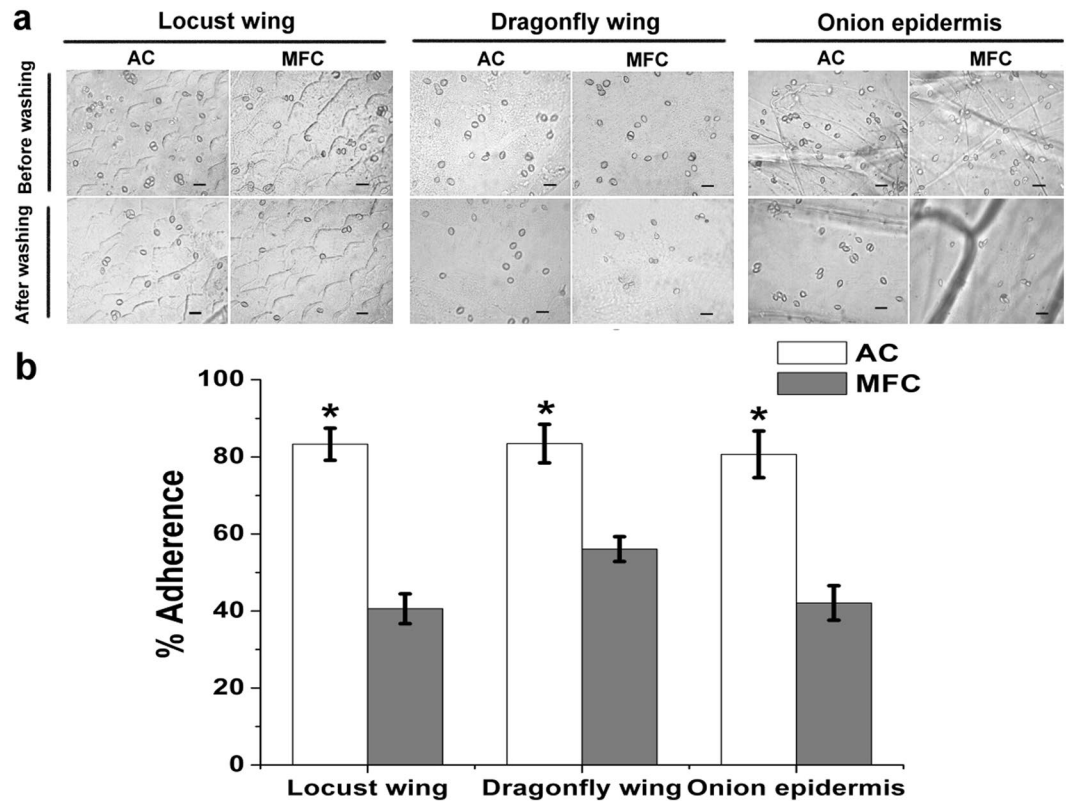 a
Locust wing Dragonfly wing Onion epidermis
AC MFC AC MFC AC MFC
Before washing
After washing
b
AC
MFC
% Adherence
100
80
60
40
20
0
* * *
Locust wing Dragonfly wing Onion epidermis